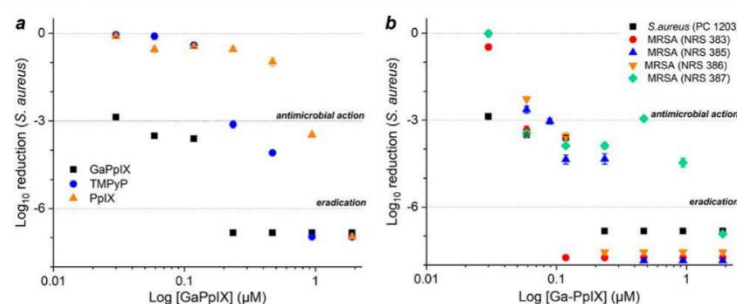 a
Log10 reduction (S. aureus)
0
-3
-6
antimicrobial action
eradication
GaPpIX
TMPyP
PpIX
0.01
0.1
1
Log [GaPpIX] (µM)
b
Log10 reduction (S. aureus)
0
-3
-6
S.aureus (PC 1203)
MRSA (NRS 383)
MRSA (NRS 385)
MRSA (NRS 386)
MRSA (NRS 387)
antimicrobial action
eradication
0.01
0.1
1
Log [Ga-PpIX] (µM)